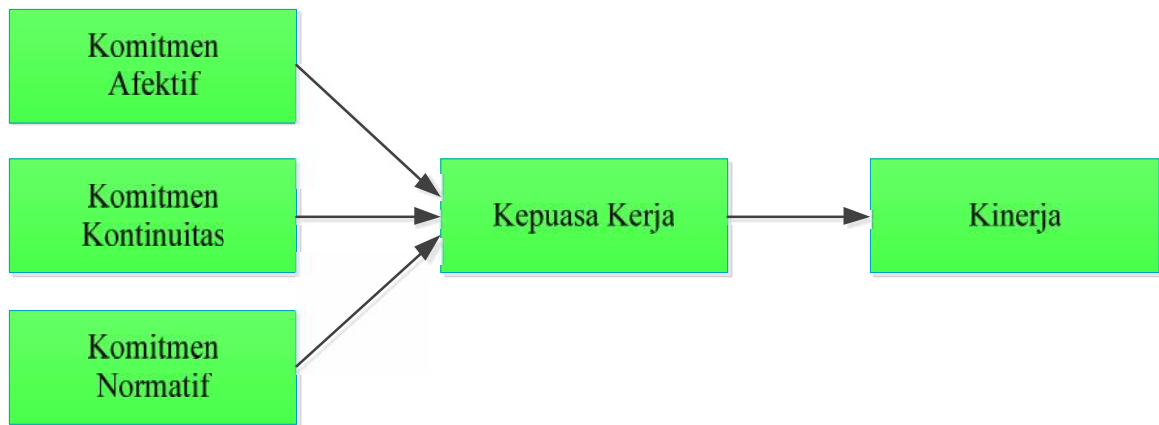 Komitmen
Afektif
Komitmen
Kontinuitas
Komitmen
Normatif
Kepuasa Kerja
Kinerja